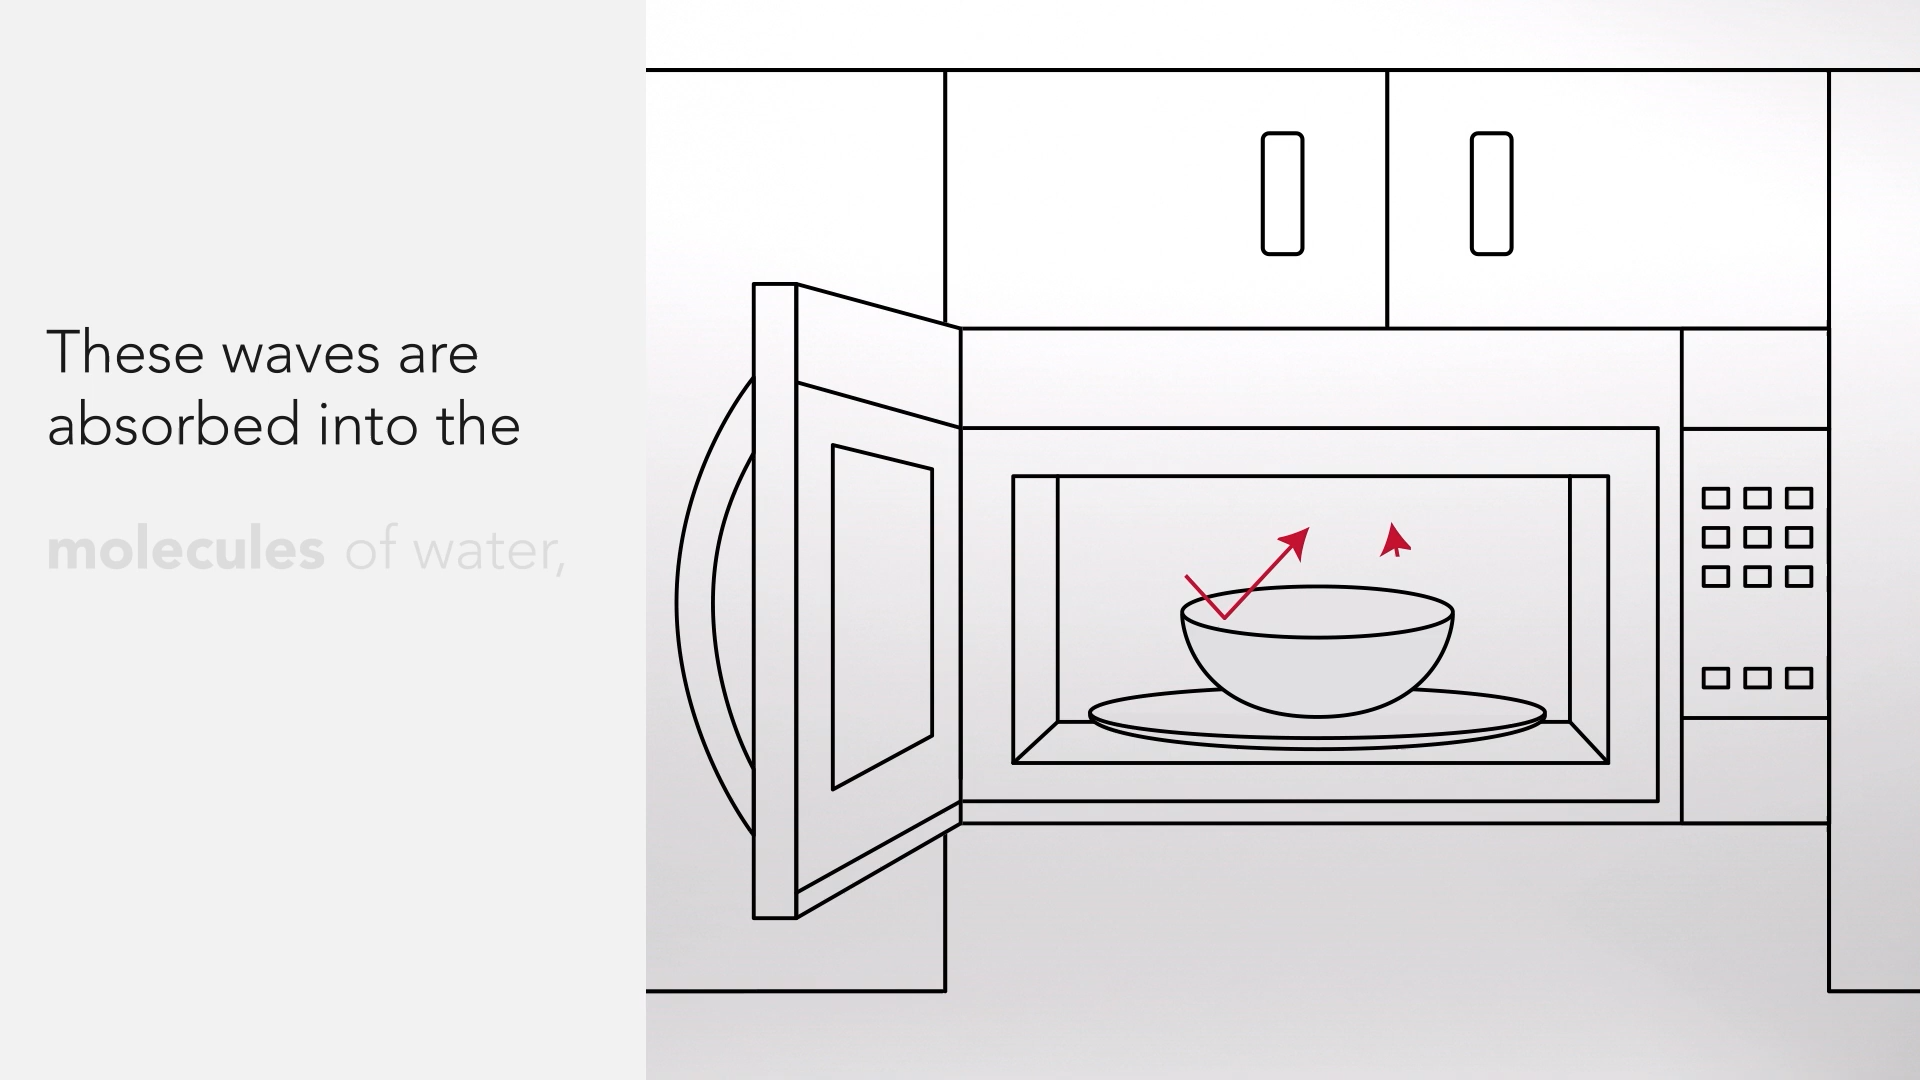 These waves are
absorbed into the
molecules of water,